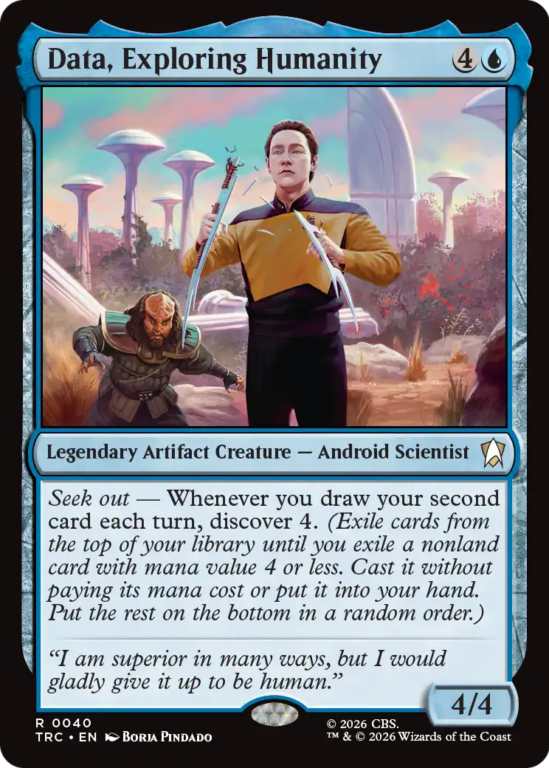 Data, Exploring Humanity 4
Legendary Artifact Creature — Android Scientist
Seek out — Whenever you draw your second
card each turn, discover 4. (Exile cards from
the top of your library until you exile a nonland
card with mana value 4 or less. Cast it without
paying its mana cost or put it into your hand.
Put the rest on the bottom in a random order.)
“I am superior in many ways, but I would
gladly give it up to be human.”
4/4
R 0040
TRC • EN Borja Pindado
© 2026 CBS.
™ & © 2026 Wizards of the Coast